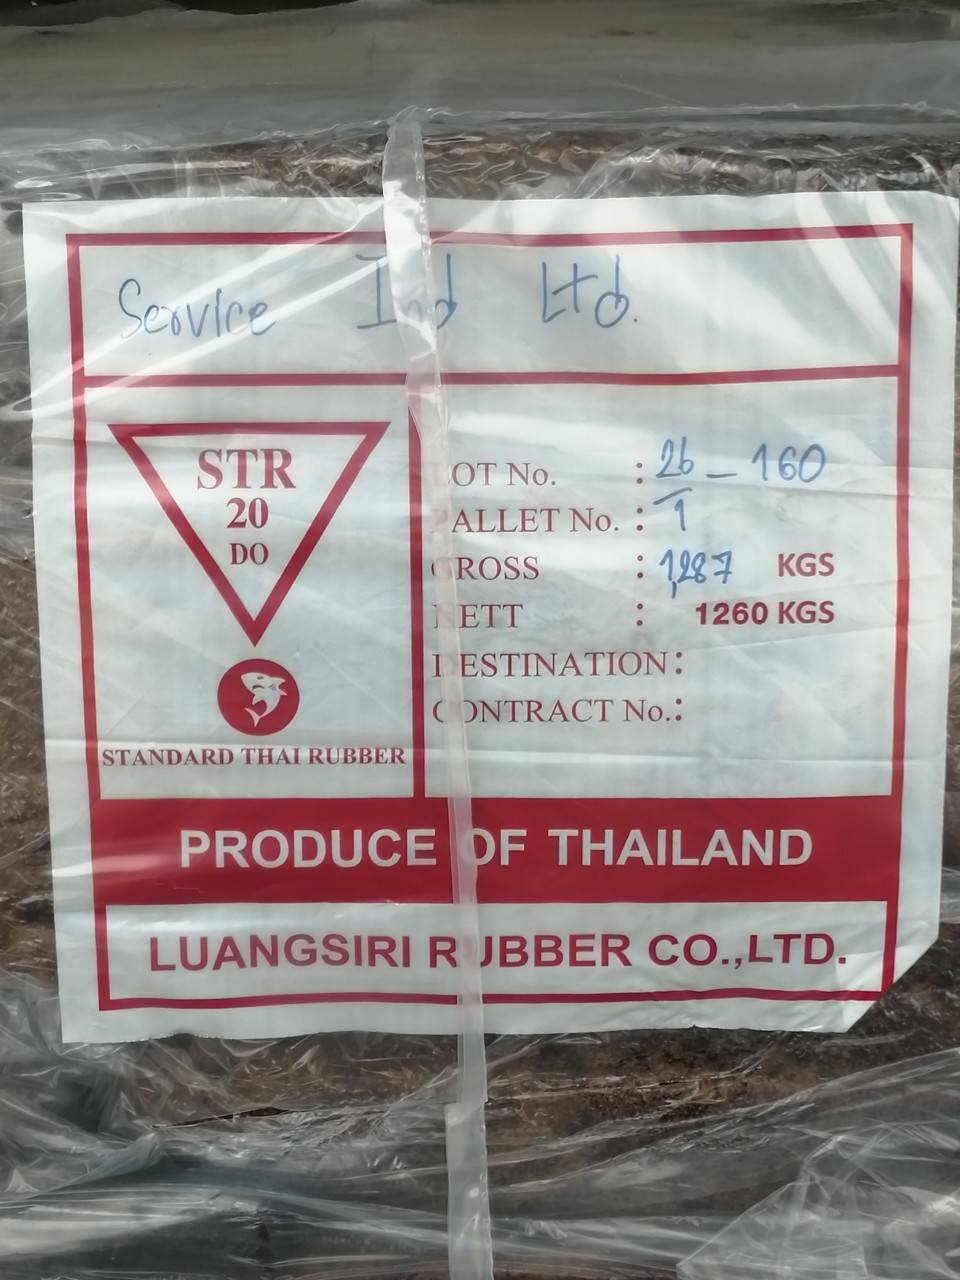 Service Ind Ltd.
STR
20
DO
STANDARD THAI RUBBER
LOT No. : 26 - 160
PALLET No. : 1
GROSS : 1,287 KGS
NETT : 1260 KGS
DESTINATION :
CONTRACT No. :
PRODUCE OF THAILAND
LUANGSIRI RUBBER CO.,LTD.